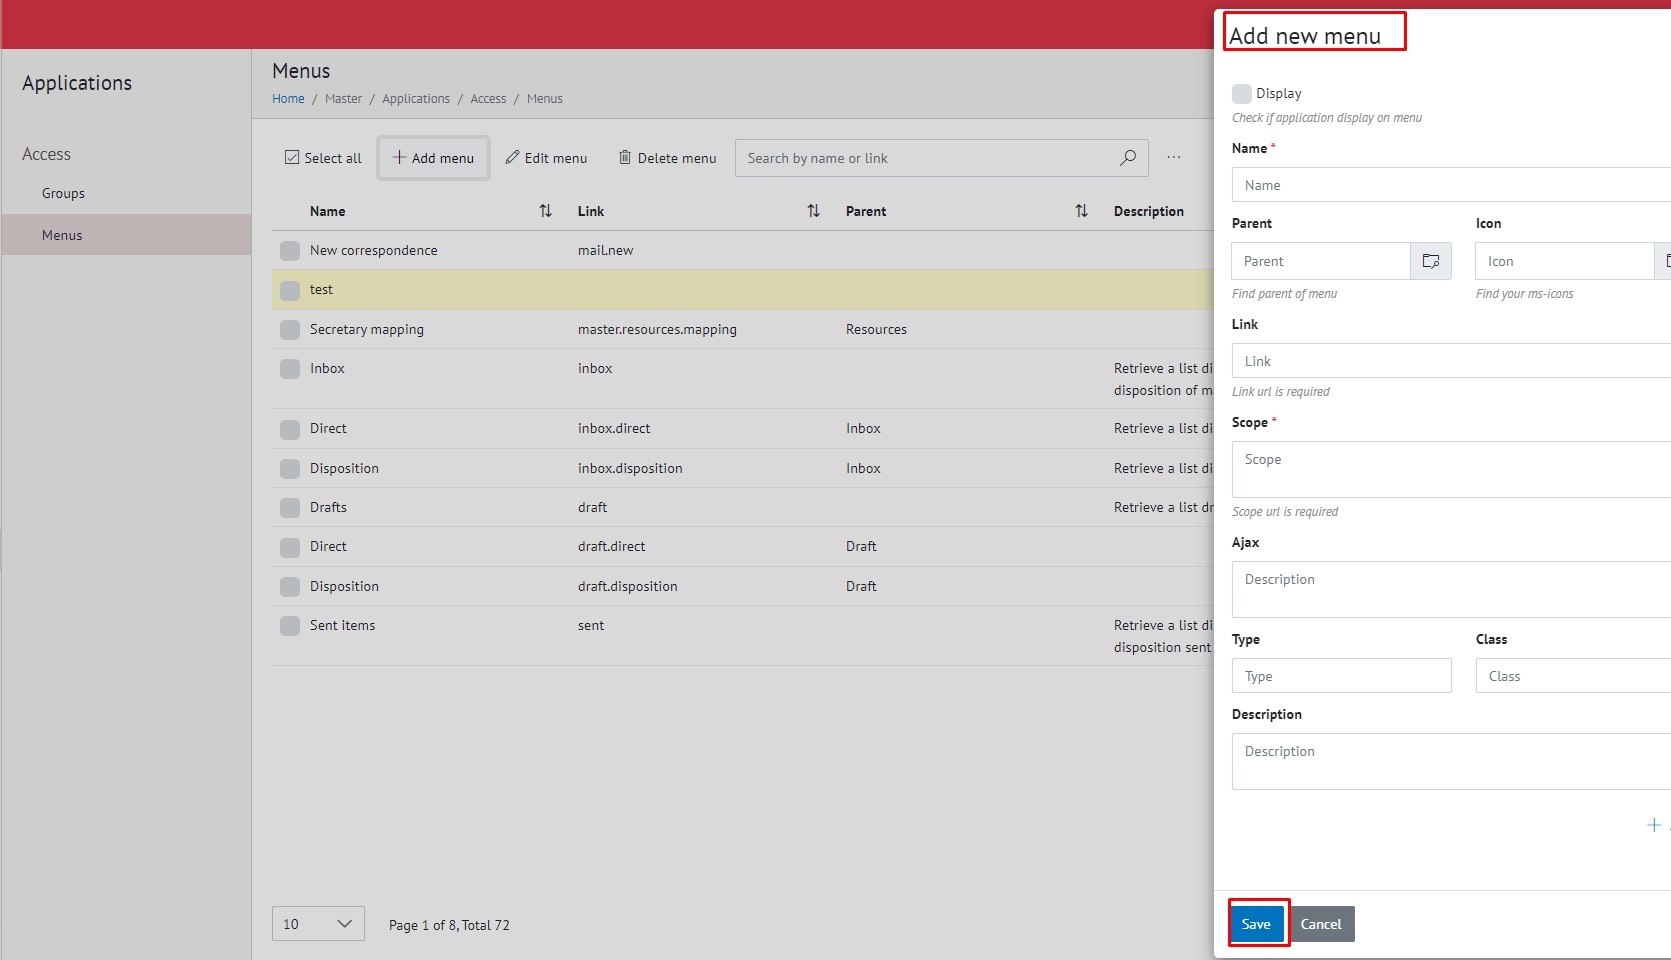 Add new menu
Applications
Menus
Home / Master / Applications / Access / Menus
Access
Groups
Menus
Select all
Add menu
Edit menu
Delete menu
Search by name or link
...
Name Link Parent Description
New correspondence mail.new
test
Secretary mapping master.resources.mapping Resources
Inbox inbox Retrieve a list di
disposition of m
Direct inbox.direct Inbox Retrieve a list di
Disposition inbox.disposition Inbox Retrieve a list di
Drafts draft Retrieve a list dr
Direct draft.direct Draft
Disposition draft.disposition Draft
Sent items sent Retrieve a list di
disposition sent
10
Page 1 of 8, Total 72
Display
Check if application display on menu
Name *
Name
Parent Icon
Parent Icon
Find parent of menu Find your ms-icons
Link
Link
Link url is required
Scope *
Scope
Scope url is required
Ajax
Description
Type Class
Type Class
Description
Description
+
Save Cancel